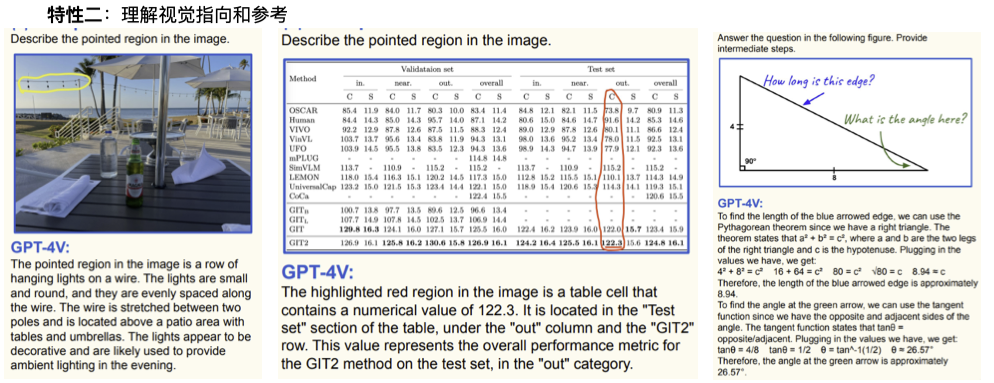 特性二：理解视觉指向和参考
Describe the pointed region in the image.
GPT-4V:
The pointed region in the image is a row of
hanging lights on a wire. The lights are small
and round, and they are evenly spaced along
the wire. The wire is stretched between two
poles and is located above a patio area with
tables and umbrellas. The lights appear to be
decorative and are likely used to provide
ambient lighting in the evening.
Describe the pointed region in the image.
Method Validataion set Test set
in. near. out. overall in. near. out. overall
C S C S C S C S C S C S C S C S
OSCAR 85.4 11.9 84.0 11.7 80.3 10.0 83.4 11.4 84.8 12.1 82.1 11.5 73.8 9.7 80.9 11.3
Human 84.4 14.3 85.0 14.3 95.7 14.0 87.1 14.2 80.6 15.0 84.6 14.7 91.6 14.2 85.3 14.6
VIVO 92.2 12.9 87.8 12.6 87.5 11.5 88.3 12.4 89.0 12.9 87.8 12.6 80.1 11.1 86.6 12.4
VinVL 103.7 13.7 95.6 13.4 83.8 11.9 94.3 13.1 98.0 13.6 95.2 13.4 78.0 11.5 92.5 13.1
UFO 103.9 14.5 95.5 13.8 83.5 12.3 94.3 13.6 98.9 14.3 94.7 13.9 77.9 12.1 92.3 13.6
mPLUG - - - - - - 114.8 14.8 - - - - - - - -
SimVLM 113.7 - 110.9 - 115.2 - 115.2 - 113.7 - 110.9 - 115.2 - 115.2 -
LEMON 118.0 15.4 116.3 15.1 120.2 14.5 117.3 15.0 112.8 15.2 115.5 15.1 110.1 13.7 114.3 14.9
UniversalCap 123.2 15.0 121.5 15.3 123.4 14.4 122.1 15.0 118.9 15.4 120.6 15.3 114.3 14.1 119.3 15.1
CoCa - - - - - - 122.4 15.5 - - - - - - 120.6 15.5
GIT_B 100.7 13.8 97.7 13.5 89.6 12.5 96.6 13.4 - - - - - - - -
GIT_L 107.7 14.9 107.8 14.5 102.5 13.7 106.9 14.4 - - - - - - - -
GIT 129.8 16.3 124.1 16.0 127.1 15.7 125.5 16.0 122.4 16.2 123.9 16.0 122.0 15.7 123.4 15.9
GIT2 126.9 16.1 125.8 16.2 130.6 15.8 126.9 16.1 124.2 16.4 125.5 16.1 122.3 15.6 124.8 16.1
GPT-4V:
The highlighted red region in the image is a table cell that
contains a numerical value of 122.3. It is located in the "Test
set" section of the table, under the "out" column and the "GIT2"
row. This value represents the overall performance metric for
the GIT2 method on the test set, in the "out" category.
Answer the question in the following figure. Provide
intermediate steps.
How long is this edge?
What is the angle here?
4
90°
8
GPT-4V:
To find the length of the blue arrowed edge, we can use the
Pythagorean theorem since we have a right triangle. The
theorem states that a² + b² = c², where a and b are the two legs
of the right triangle and c is the hypotenuse. Plugging in the
values we have, we get:
4² + 8² = c² 16 + 64 = c² 80 = c² √80 = c 8.94 ≈ c
Therefore, the length of the blue arrowed edge is approximately
8.94.
To find the angle at the green arrow, we can use the tangent
function since we have the opposite and adjacent sides of the
angle. The tangent function states that tanθ =
opposite/adjacent. Plugging in the values we have, we get:
tanθ = 4/8 tanθ = 1/2 θ = tan^-1(1/2) θ ≈ 26.57°
Therefore, the angle at the green arrow is approximately
26.57°.